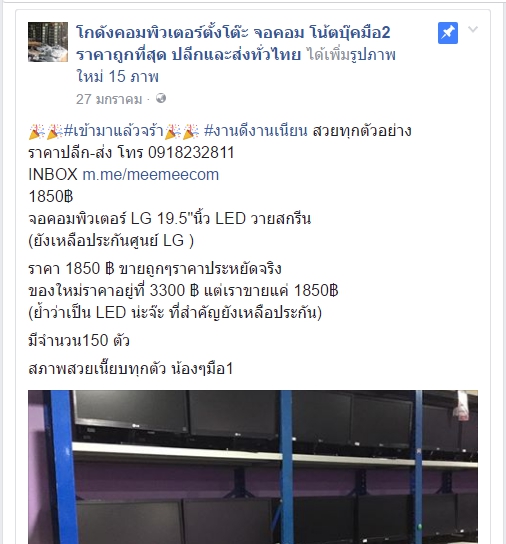 โกดังคอมพิวเตอร์ตั้งโต๊ะ จอคอม โน้ตบุ๊คมือ2
ราคาถูกที่สุด ปลีกและส่งทั่วไทย ได้เพิ่มรูปภาพ
ใหม่ 15 ภาพ
27 มกราคม ·
🎉🎉#เข้ามาแล้วจร้า🎉🎉 #งานดีงานเนียน สวยทุกตัวอย่าง
ราคาปลีก-ส่ง โทร 0918232811
INBOX m.me/meemeecom
1850฿
จอคอมพิวเตอร์ LG 19.5"นิ้ว LED วายสกรีน
(ยังเหลือประกันศูนย์ LG )
ราคา 1850 ฿ ขายถูกๆราคาประหยัดจริง
ของใหม่ราคาอยู่ที่ 3300 ฿ แต่เราขายแค่ 1850฿
(ย้ำว่าเป็น LED น่ะจ๊ะ ที่สำคัญยังเหลือประกัน)
มีจำนวน150 ตัว
สภาพสวยเนี๊ยบทุกตัว น้องๆมือ1